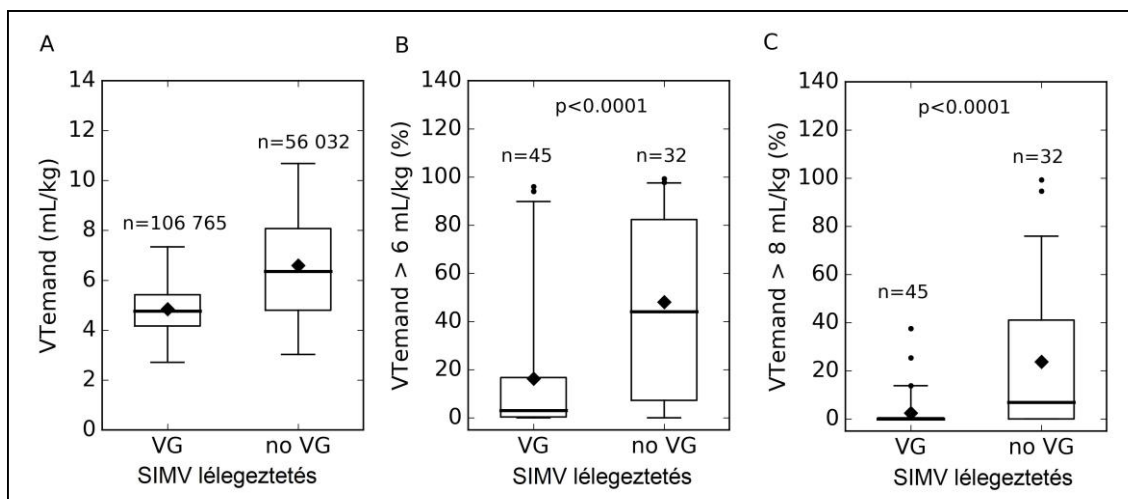 A
VTemand (mL/kg)
14
12
10
8
6
4
2
0
n=106 765
n=56 032
VG
no VG
SIMV lélegeztetés
B
VTemand > 6 mL/kg (%)
140
120
100
80
60
40
20
0
p<0.0001
n=45
n=32
VG
no VG
SIMV lélegeztetés
C
VTemand > 8 mL/kg (%)
140
120
100
80
60
40
20
0
p<0.0001
n=45
n=32
VG
no VG
SIMV lélegeztetés